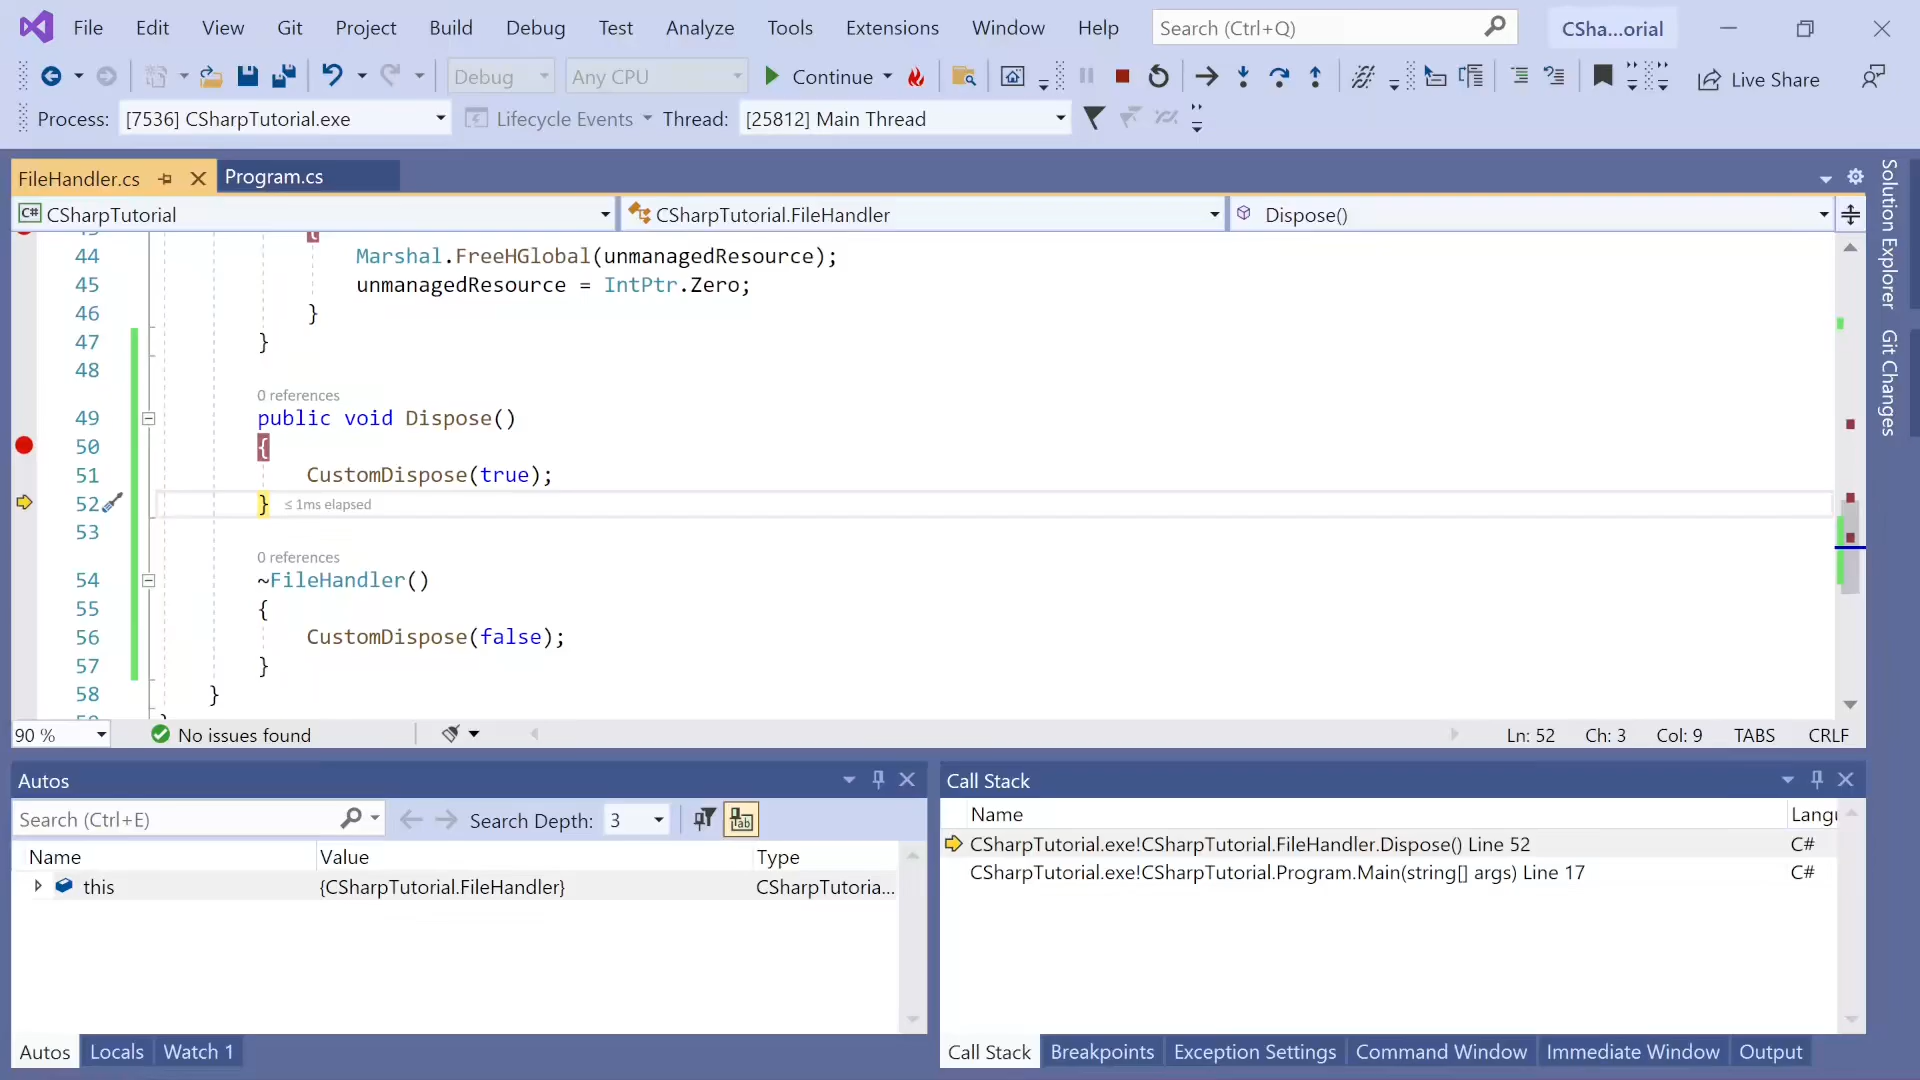 File Edit View Git Project Build Debug Test Analyze Tools Extensions Window Help Search (Ctrl+Q) CSha...orial
Debug Any CPU Continue Live Share
Process: [7536] CSharpTutorial.exe Lifecycle Events Thread: [25812] Main Thread
FileHandler.cs Program.cs
C# CSharpTutorial CSharpTutorial.FileHandler Dispose()
{
44 Marshal.FreeHGlobal(unmanagedResource);
45 unmanagedResource = IntPtr.Zero;
46 }
47 }
48
0 references
49 public void Dispose()
50 {
51 CustomDispose(true);
52 } ≤ 1ms elapsed
53
0 references
54 ~FileHandler()
55 {
56 CustomDispose(false);
57 }
58 }
90 % No issues found Ln: 52 Ch: 3 Col: 9 TABS CRLF
Solution Explorer
Git Changes
Autos
Search (Ctrl+E) Search Depth: 3
Name Value Type
this {CSharpTutorial.FileHandler} CSharpTutoria...
Autos Locals Watch 1
Call Stack
Name Langu
CSharpTutorial.exe!CSharpTutorial.FileHandler.Dispose() Line 52 C#
CSharpTutorial.exe!CSharpTutorial.Program.Main(string[] args) Line 17 C#
Call Stack Breakpoints Exception Settings Command Window Immediate Window Output